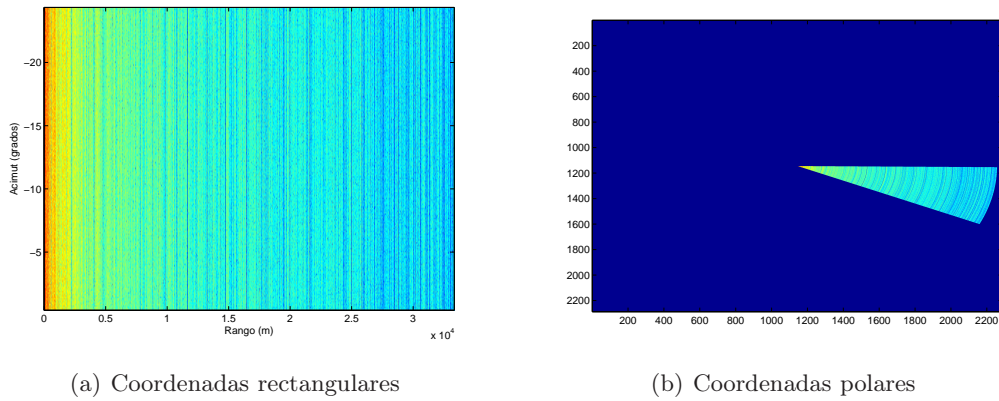 −20
−15
−10
−5
Acimut (grados)
0 0.5 1 1.5 2 2.5 3
Rango (m)
x 10^4
(a) Coordenadas rectangulares
200
400
600
800
1000
1200
1400
1600
1800
2000
2200
200 400 600 800 1000 1200 1400 1600 1800 2000 2200
(b) Coordenadas polares